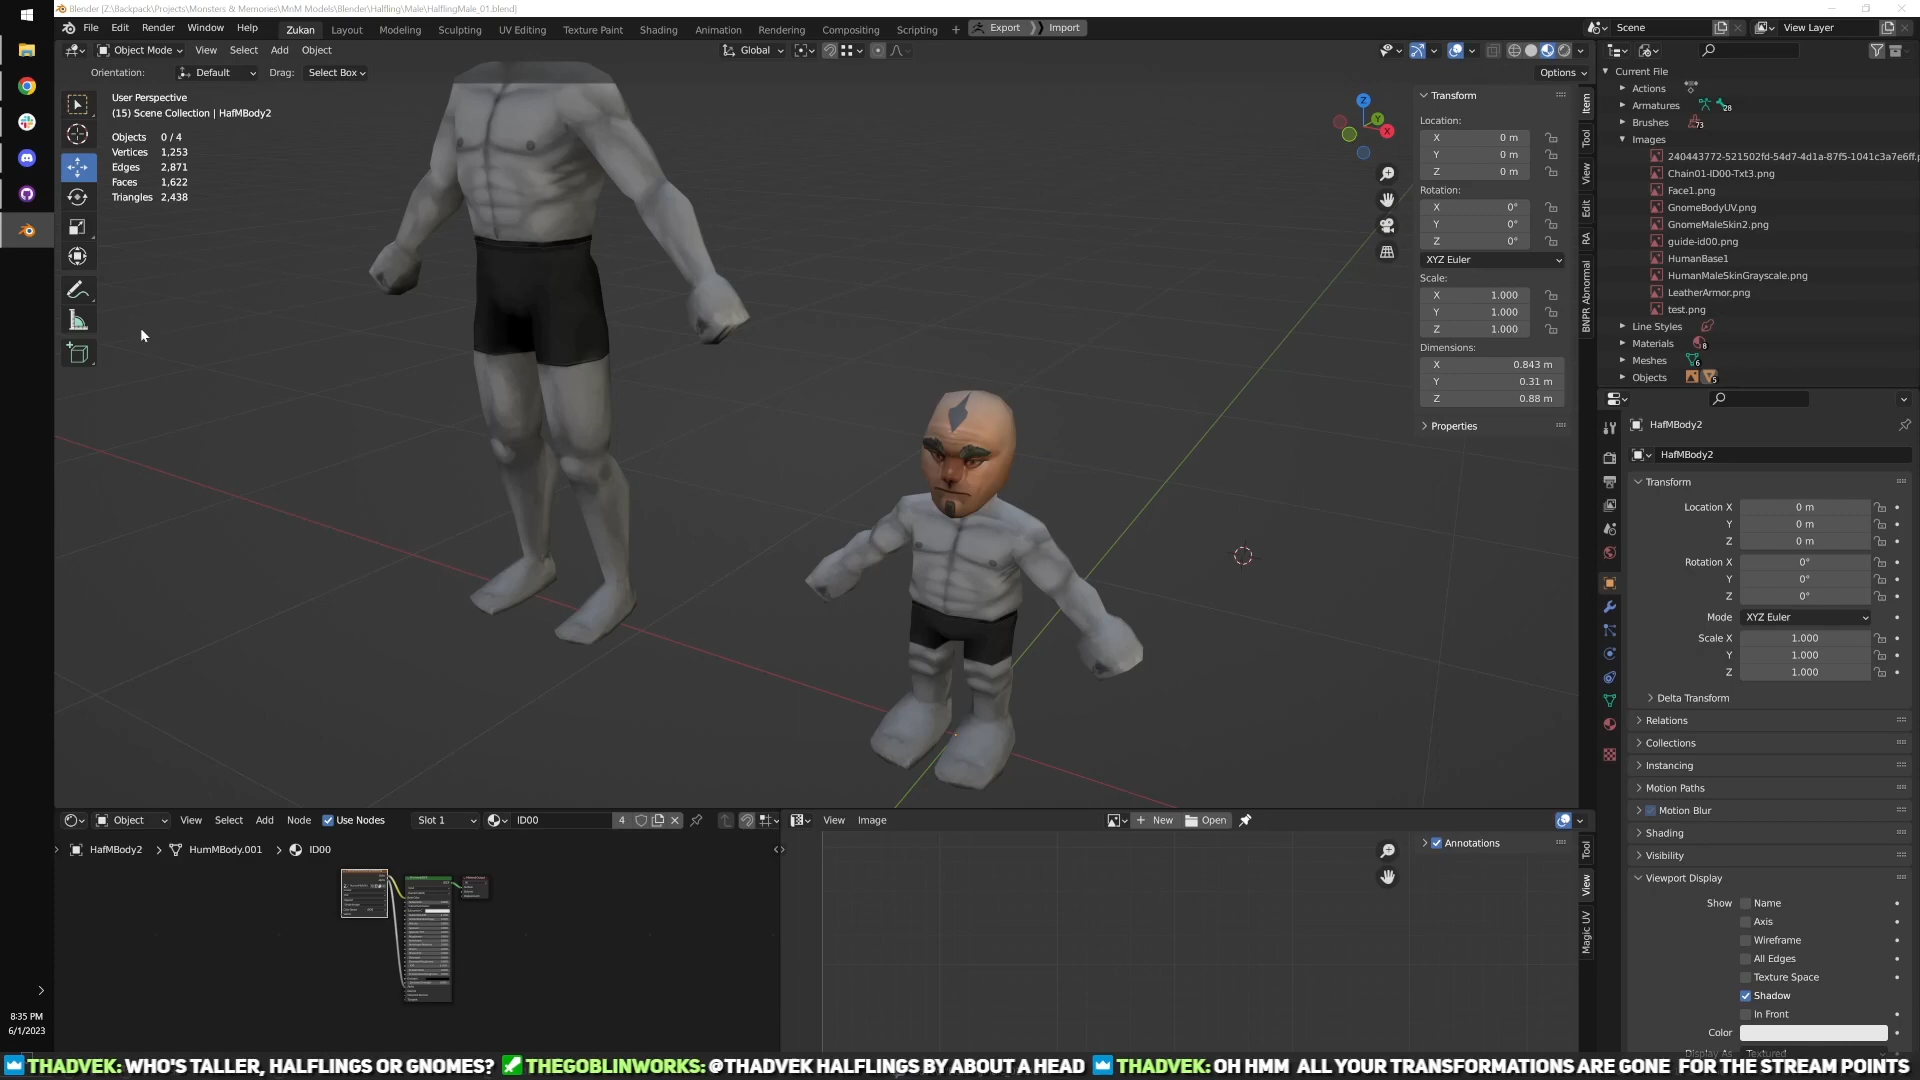 Blender [Z:\Backpack\Projects\Monsters & Memories\MnM Models\Blender\Halfling\Male\HalflingMale_01.blend]
File Edit Render Window Help Zukan Layout Modeling Sculpting UV Editing Texture Paint Shading Animation Rendering Compositing Scripting + Export Import Scene View Layer
Object Mode View Select Add Object Global
Orientation: Default Drag: Select Box Options
User Perspective
(15) Scene Collection | HafMBody2
Objects 0 / 4
Vertices 1,253
Edges 2,871
Faces 1,622
Triangles 2,438
Z
Y
X
Transform
Location:
X 0 m
Y 0 m
Z 0 m
Rotation:
X 0°
Y 0°
Z 0°
XYZ Euler
Scale:
X 1.000
Y 1.000
Z 1.000
Dimensions:
X 0.843 m
Y 0.31 m
Z 0.88 m
Properties
Item
Tool
View
Edit
RA
BNPR Abnormal
Current File
Actions
Armatures 28
Brushes 73
Images
240443772-521502fd-54d7-4d1a-87f5-1041c3a7e6ff.p
Chain01-ID00-Txt3.png
Face1.png
GnomeBodyUV.png
GnomeMaleSkin2.png
guide-id00.png
HumanBase1
HumanMaleSkinGrayscale.png
LeatherArmor.png
test.png
Line Styles
Materials 8
Meshes 6
Objects 5
HafMBody2
HafMBody2
Transform
Location X 0 m
Y 0 m
Z 0 m
Rotation X 0°
Y 0°
Z 0°
Mode XYZ Euler
Scale X 1.000
Y 1.000
Z 1.000
Delta Transform
Relations
Collections
Instancing
Motion Paths
Motion Blur
Shading
Visibility
Viewport Display
Show Name
Axis
Wireframe
All Edges
Texture Space
Shadow
In Front
Color
Display As Textured
Object View Select Add Node Use Nodes Slot 1 ID00 4
HafMBody2 > HumMBody.001 > ID00
View Image + New Open
Annotations
Tool
View
Magic UV
8:35 PM
6/1/2023
THADVEK: WHO'S TALLER, HALFLINGS OR GNOMES? THEGOBLINWORKS: @THADVEK HALFLINGS BY ABOUT A HEAD THADVEK: OH HMM ALL YOUR TRANSFORMATIONS ARE GONE FOR THE STREAM POINTS